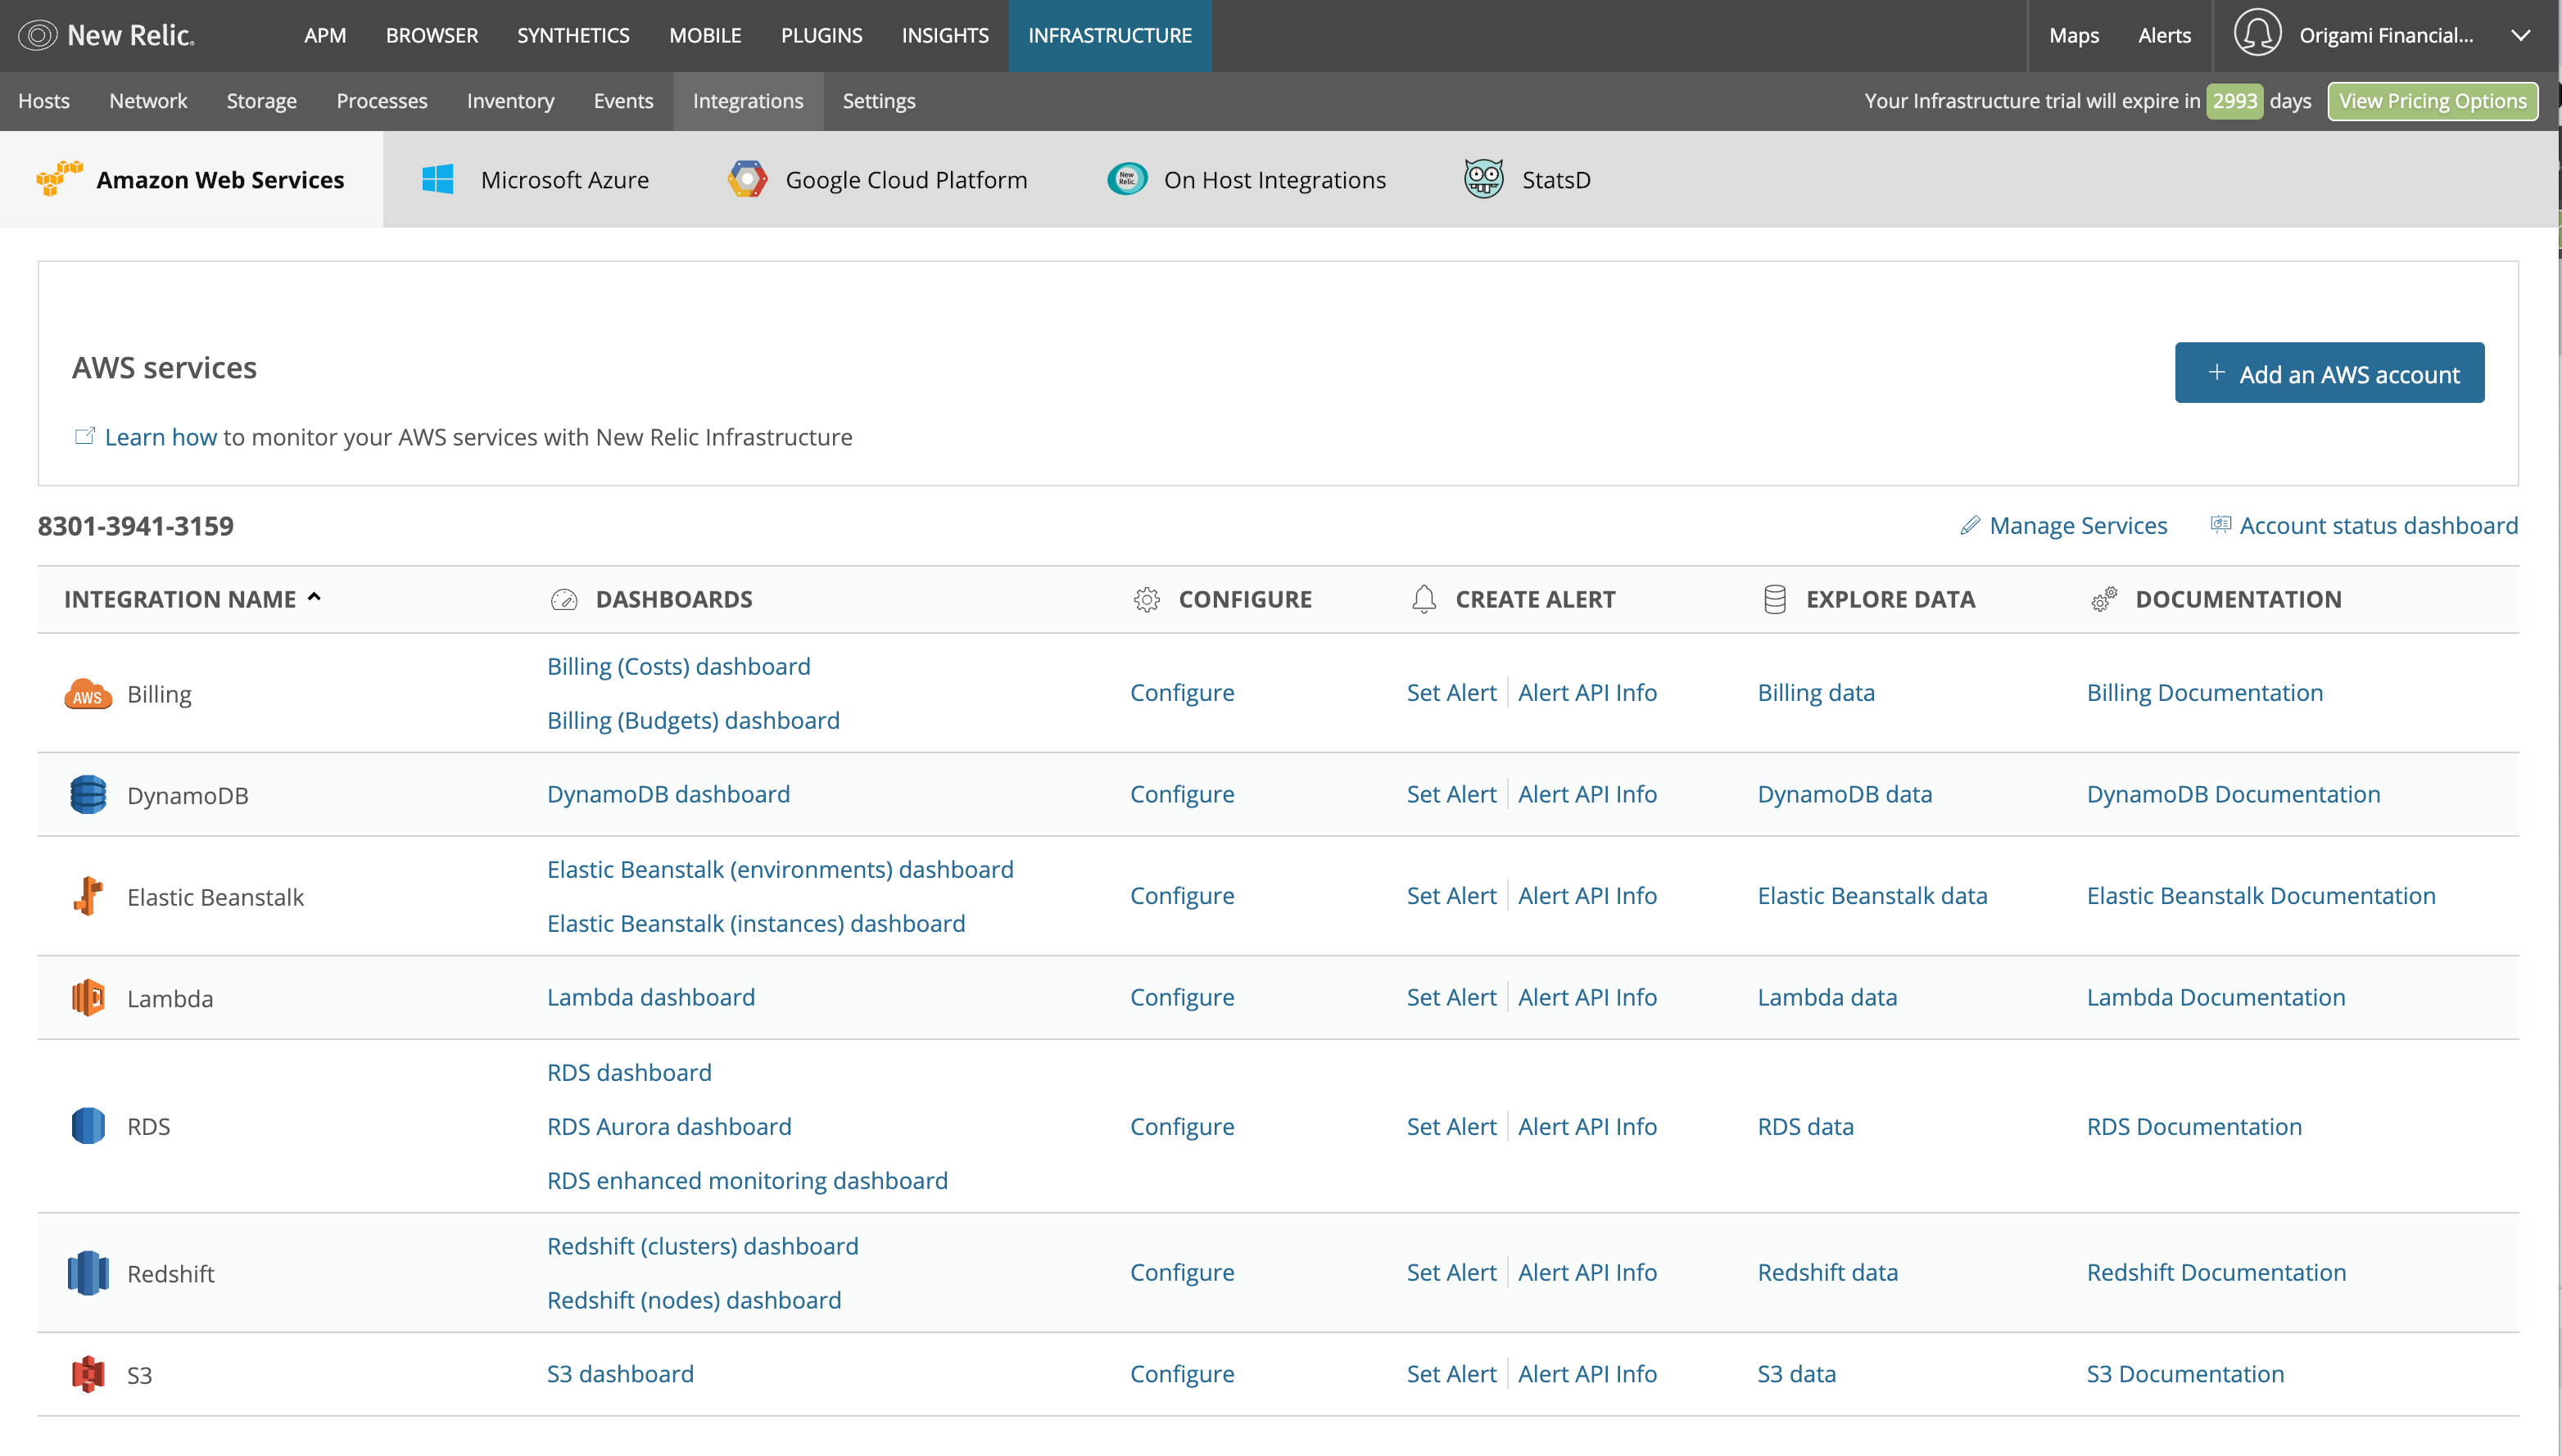 New Relic. APM BROWSER SYNTHETICS MOBILE PLUGINS INSIGHTS INFRASTRUCTURE Maps Alerts Origami Financial...
Hosts Network Storage Processes Inventory Events Integrations Settings Your Infrastructure trial will expire in 2993 days View Pricing Options
Amazon Web Services Microsoft Azure New Relic Google Cloud Platform On Host Integrations StatsD
AWS services
+ Add an AWS account
Learn how to monitor your AWS services with New Relic Infrastructure
8301-3941-3159 Manage Services Account status dashboard
INTEGRATION NAME DASHBOARDS CONFIGURE CREATE ALERT EXPLORE DATA DOCUMENTATION
Billing (Costs) dashboard
AWS Billing Configure Set Alert Alert API Info Billing data Billing Documentation
Billing (Budgets) dashboard
DynamoDB DynamoDB dashboard Configure Set Alert Alert API Info DynamoDB data DynamoDB Documentation
Elastic Beanstalk (environments) dashboard
Elastic Beanstalk Configure Set Alert Alert API Info Elastic Beanstalk data Elastic Beanstalk Documentation
Elastic Beanstalk (instances) dashboard
Lambda Lambda dashboard Configure Set Alert Alert API Info Lambda data Lambda Documentation
RDS dashboard
RDS RDS Aurora dashboard Configure Set Alert Alert API Info RDS data RDS Documentation
RDS enhanced monitoring dashboard
Redshift (clusters) dashboard
Redshift Configure Set Alert Alert API Info Redshift data Redshift Documentation
Redshift (nodes) dashboard
S3 S3 dashboard Configure Set Alert Alert API Info S3 data S3 Documentation